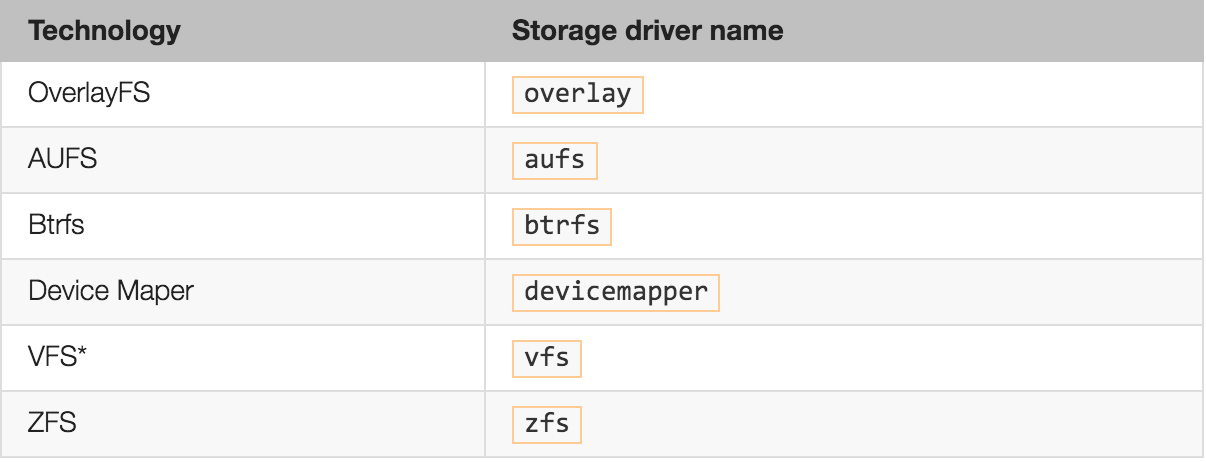 Technology Storage driver name
OverlayFS overlay
AUFS aufs
Btrfs btrfs
Device Maper devicemapper
VFS* vfs
ZFS zfs